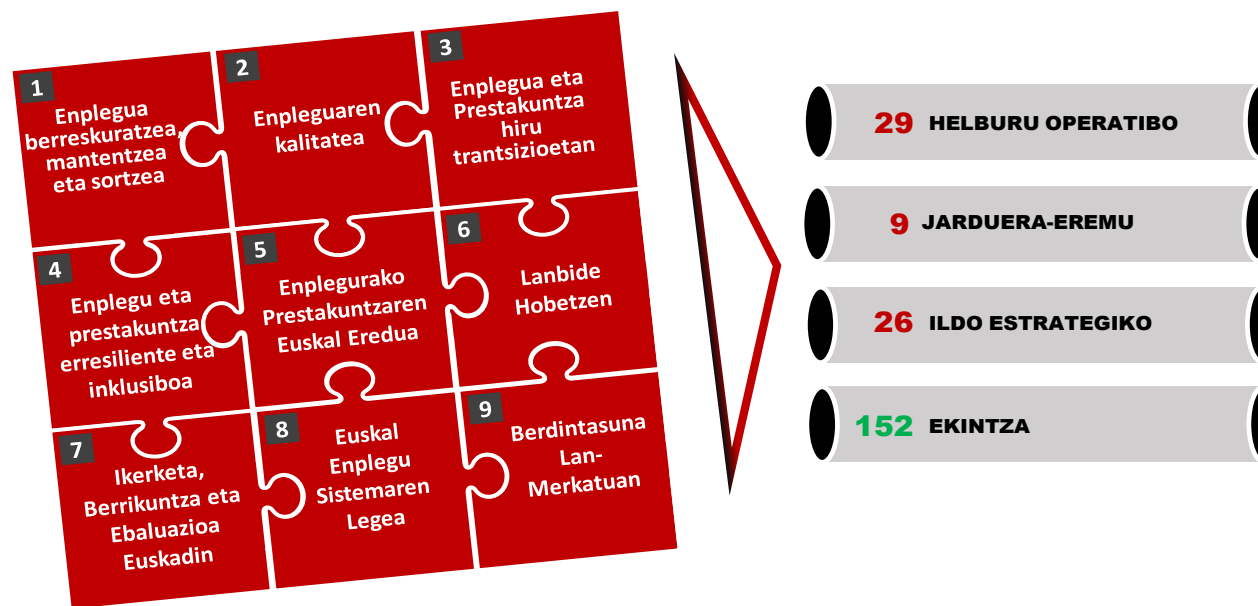 1
Enplegua
berreskuratzea,
mantentzea
eta sortzea
2
Enpleguaren
kalitatea
3
Enplegua eta
Prestakuntza
hiru
trantsizioetan
4
Enplegu eta
prestakuntza
erresiliente eta
inklusiboa
5
Enplegurako
Prestakuntzaren
Euskal Eredua
6
Lanbide
Hobetzen
7
Ikerketa,
Berrikuntza eta
Ebaluazioa
Euskadin
8
Euskal
Enplegu
Sistemaren
Legea
9
Berdintasuna
Lan-
Merkatuan
29 HELBURU OPERATIBO
9 JARDUERA-EREMU
26 ILDO ESTRATEGIKO
152 EKINTZA